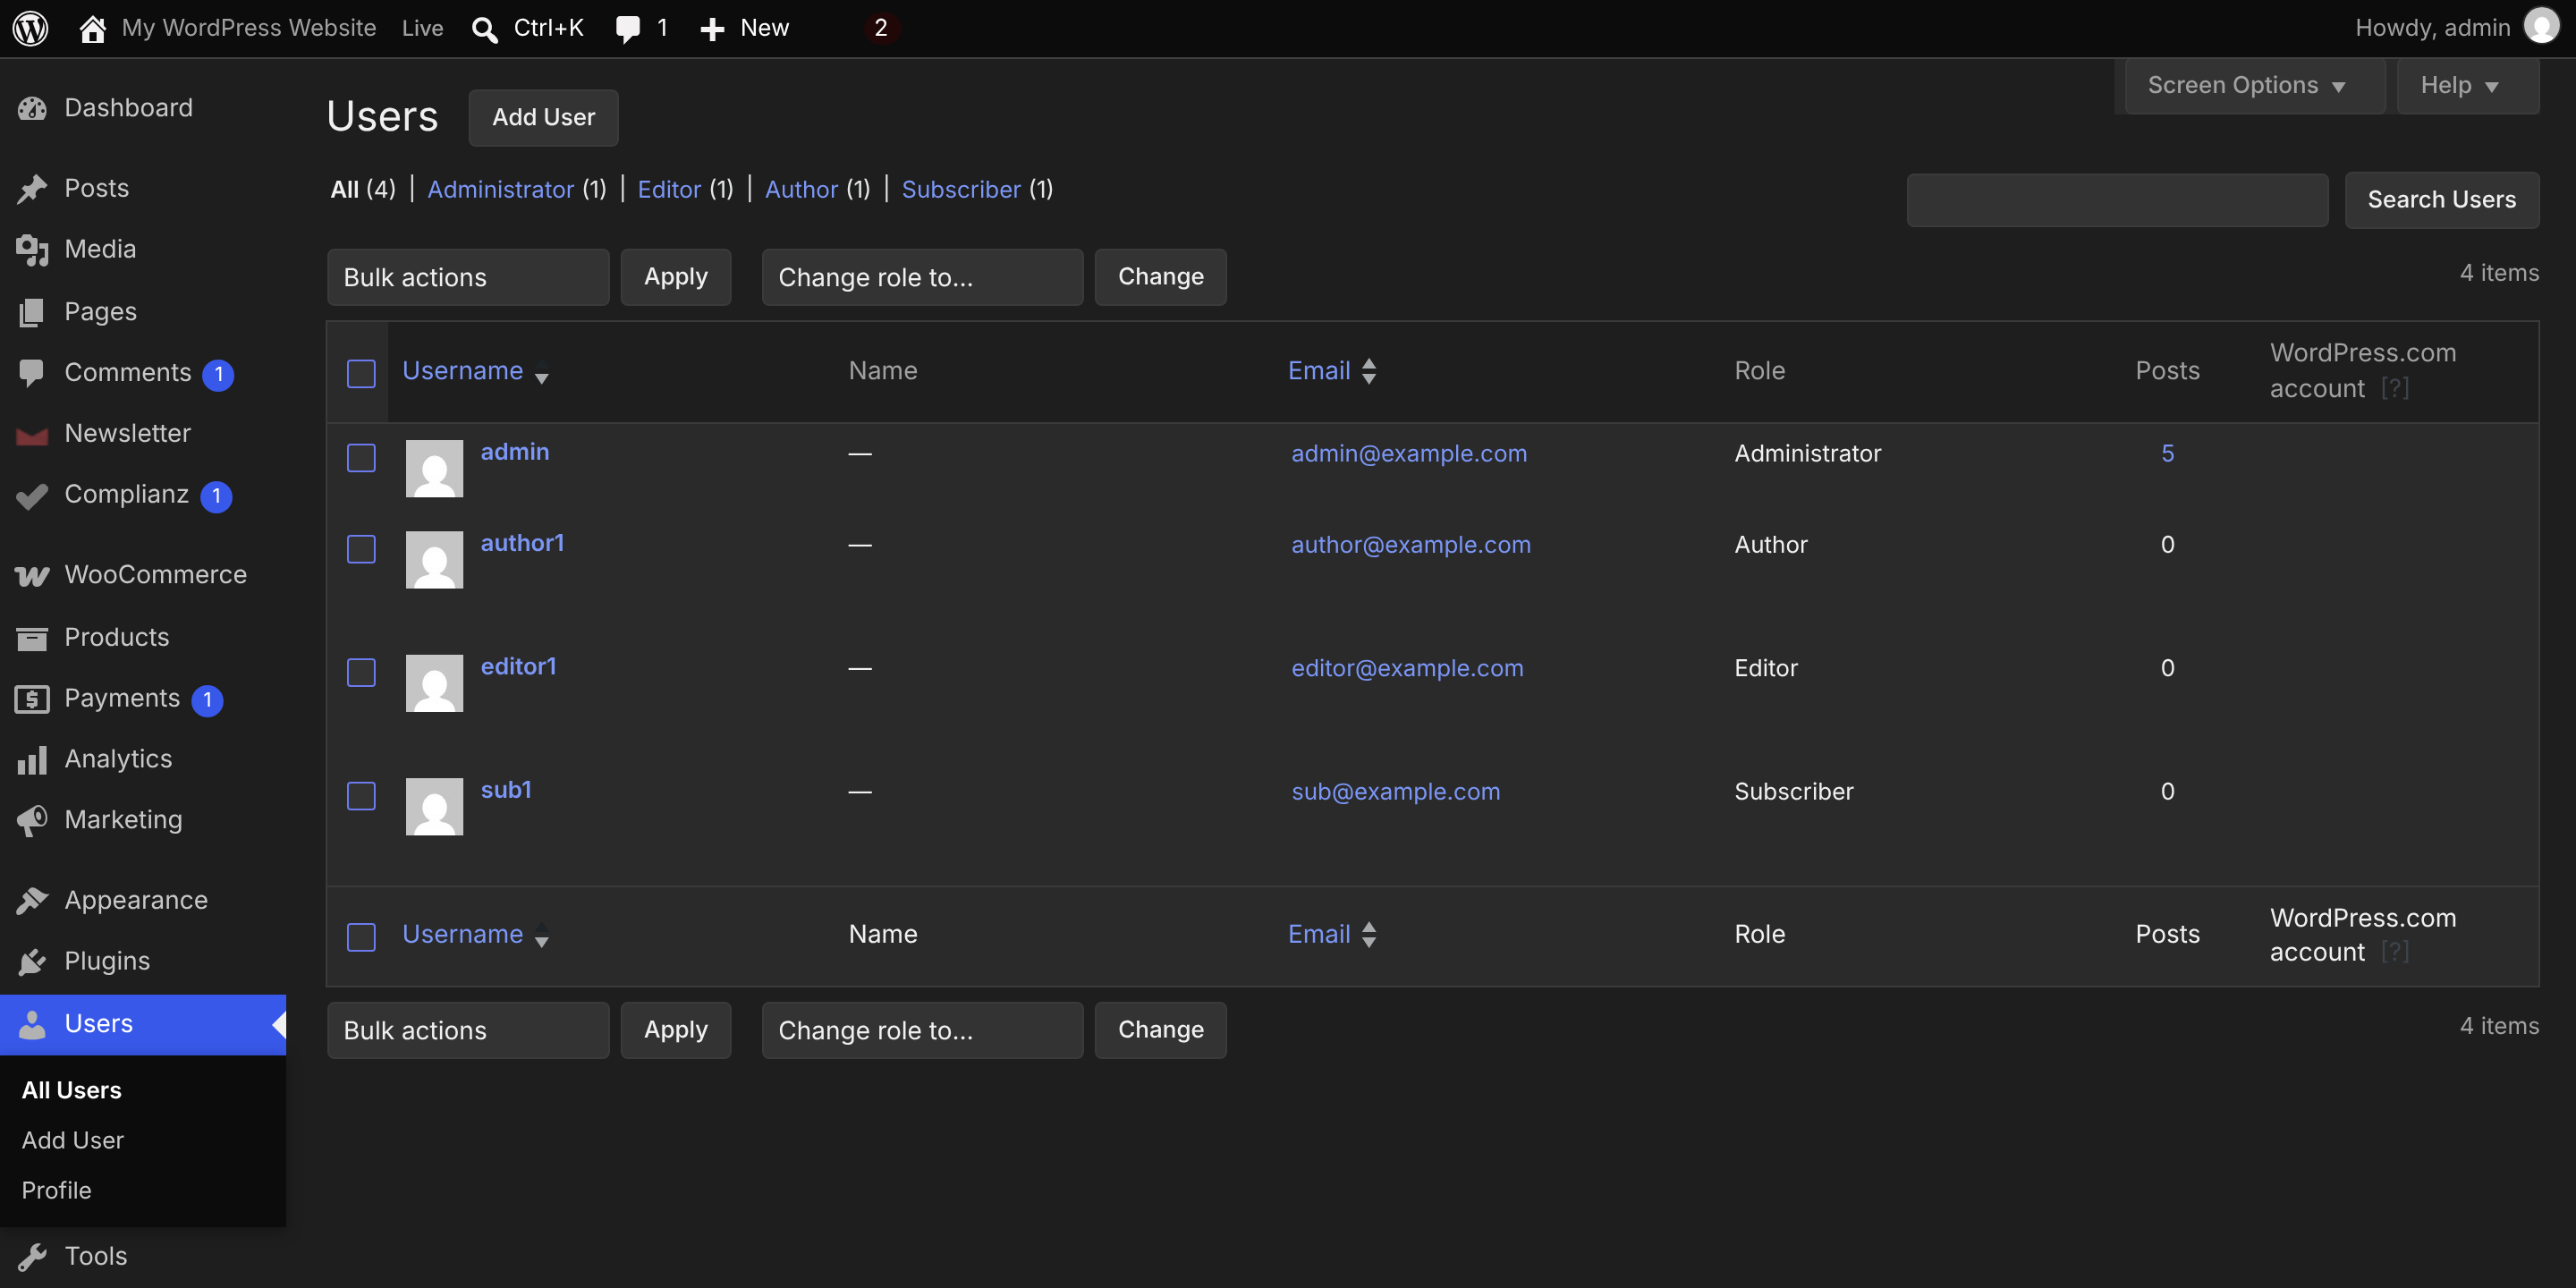 My WordPress Website Live Ctrl+K 1 New 2 Howdy, admin
Screen Options Help
Dashboard
Posts
Media
Pages
Comments 1
Newsletter
Complianz 1
WooCommerce
Products
Payments 1
Analytics
Marketing
Appearance
Plugins
Users
All Users
Add User
Profile
Tools
Users Add User
All (4) | Administrator (1) | Editor (1) | Author (1) | Subscriber (1)
Search Users
Bulk actions Apply Change role to... Change 4 items
Username Name Email Role Posts WordPress.com
account [?]
admin — admin@example.com Administrator 5
author1 — author@example.com Author 0
editor1 — editor@example.com Editor 0
sub1 — sub@example.com Subscriber 0
Username Name Email Role Posts WordPress.com
account [?]
Bulk actions Apply Change role to... Change 4 items